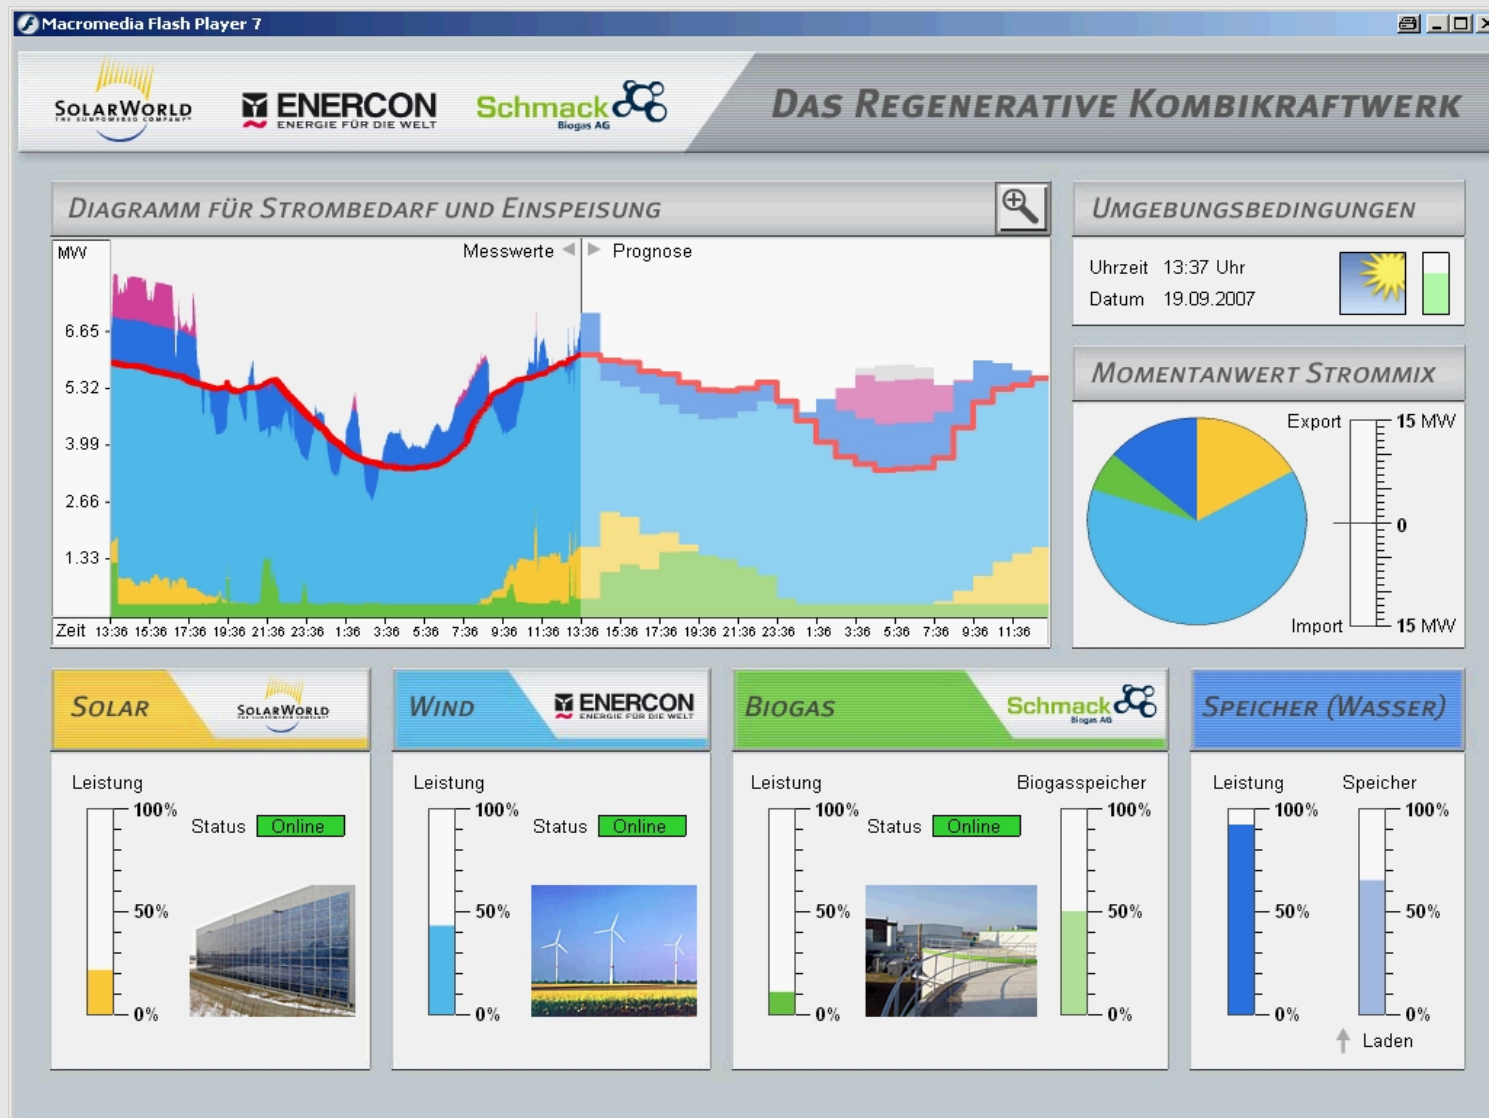 Macromedia Flash Player 7
SOLARWORLD
THE SUNPOWERED COMPANY
ENERCON
ENERGIE FÜR DIE WELT
Schmack
Biogas AG
DAS REGENERATIVE KOMBIKRAFTWERK
DIAGRAMM FÜR STROMBEDARF UND EINSPEISUNG
MW
Messwerte
Prognose
6.65
5.32
3.99
2.66
1.33
Zeit 13:36 15:36 17:36 19:36 21:36 23:36 1:36 3:36 5:36 7:36 9:36 11:36 13:36 15:36 17:36 19:36 21:36 23:36 1:36 3:36 5:36 7:36 9:36 11:36
UMGEBUNGSBEDINGUNGEN
Uhrzeit 13:37 Uhr
Datum 19.09.2007
MOMENTANWERT STROMMIX
Export 15 MW
0
Import 15 MW
SOLAR
SOLARWORLD
Leistung
100%
Status Online
50%
0%
WIND
ENERCON
ENERGIE FÜR DIE WELT
Leistung
100%
Status Online
50%
0%
BIOGAS
Schmack
Biogas AG
Leistung
100%
Status Online
50%
0%
Biogasspeicher
100%
50%
0%
SPEICHER (WASSER)
Leistung
100%
50%
0%
Speicher
100%
50%
0%
Laden